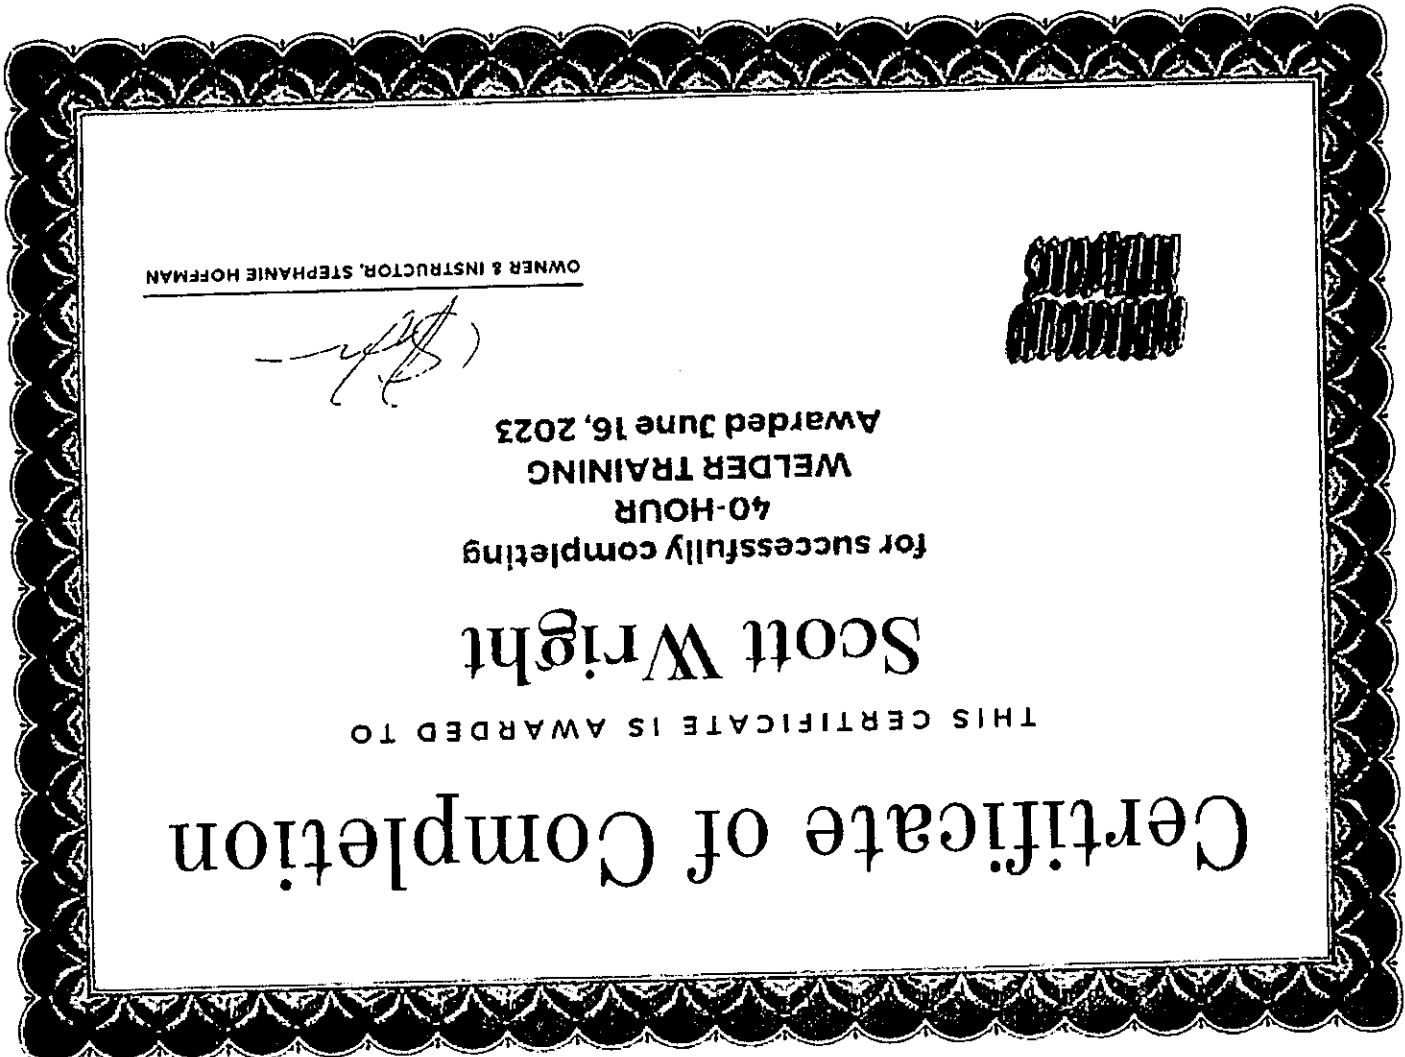 Certificate of Completion
THIS CERTIFICATE IS AWARDED TO
Scott Wright
for successfully completing
40-HOUR
WELDER TRAINING
Awarded June 16, 2023
OWNER & INSTRUCTOR, STEPHANIE HOFFMAN